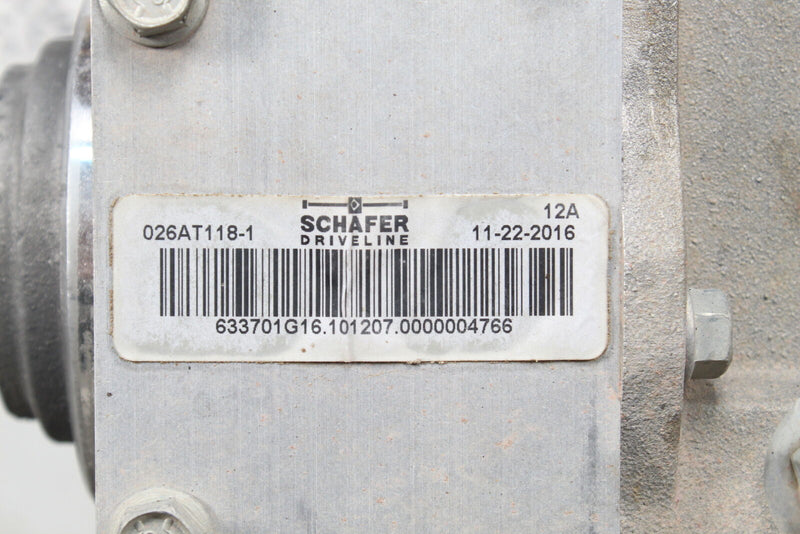 12A
026AT118-1
SCHAFER
DRIVELINE
11-22-2016
633701G16.101207.0000004766